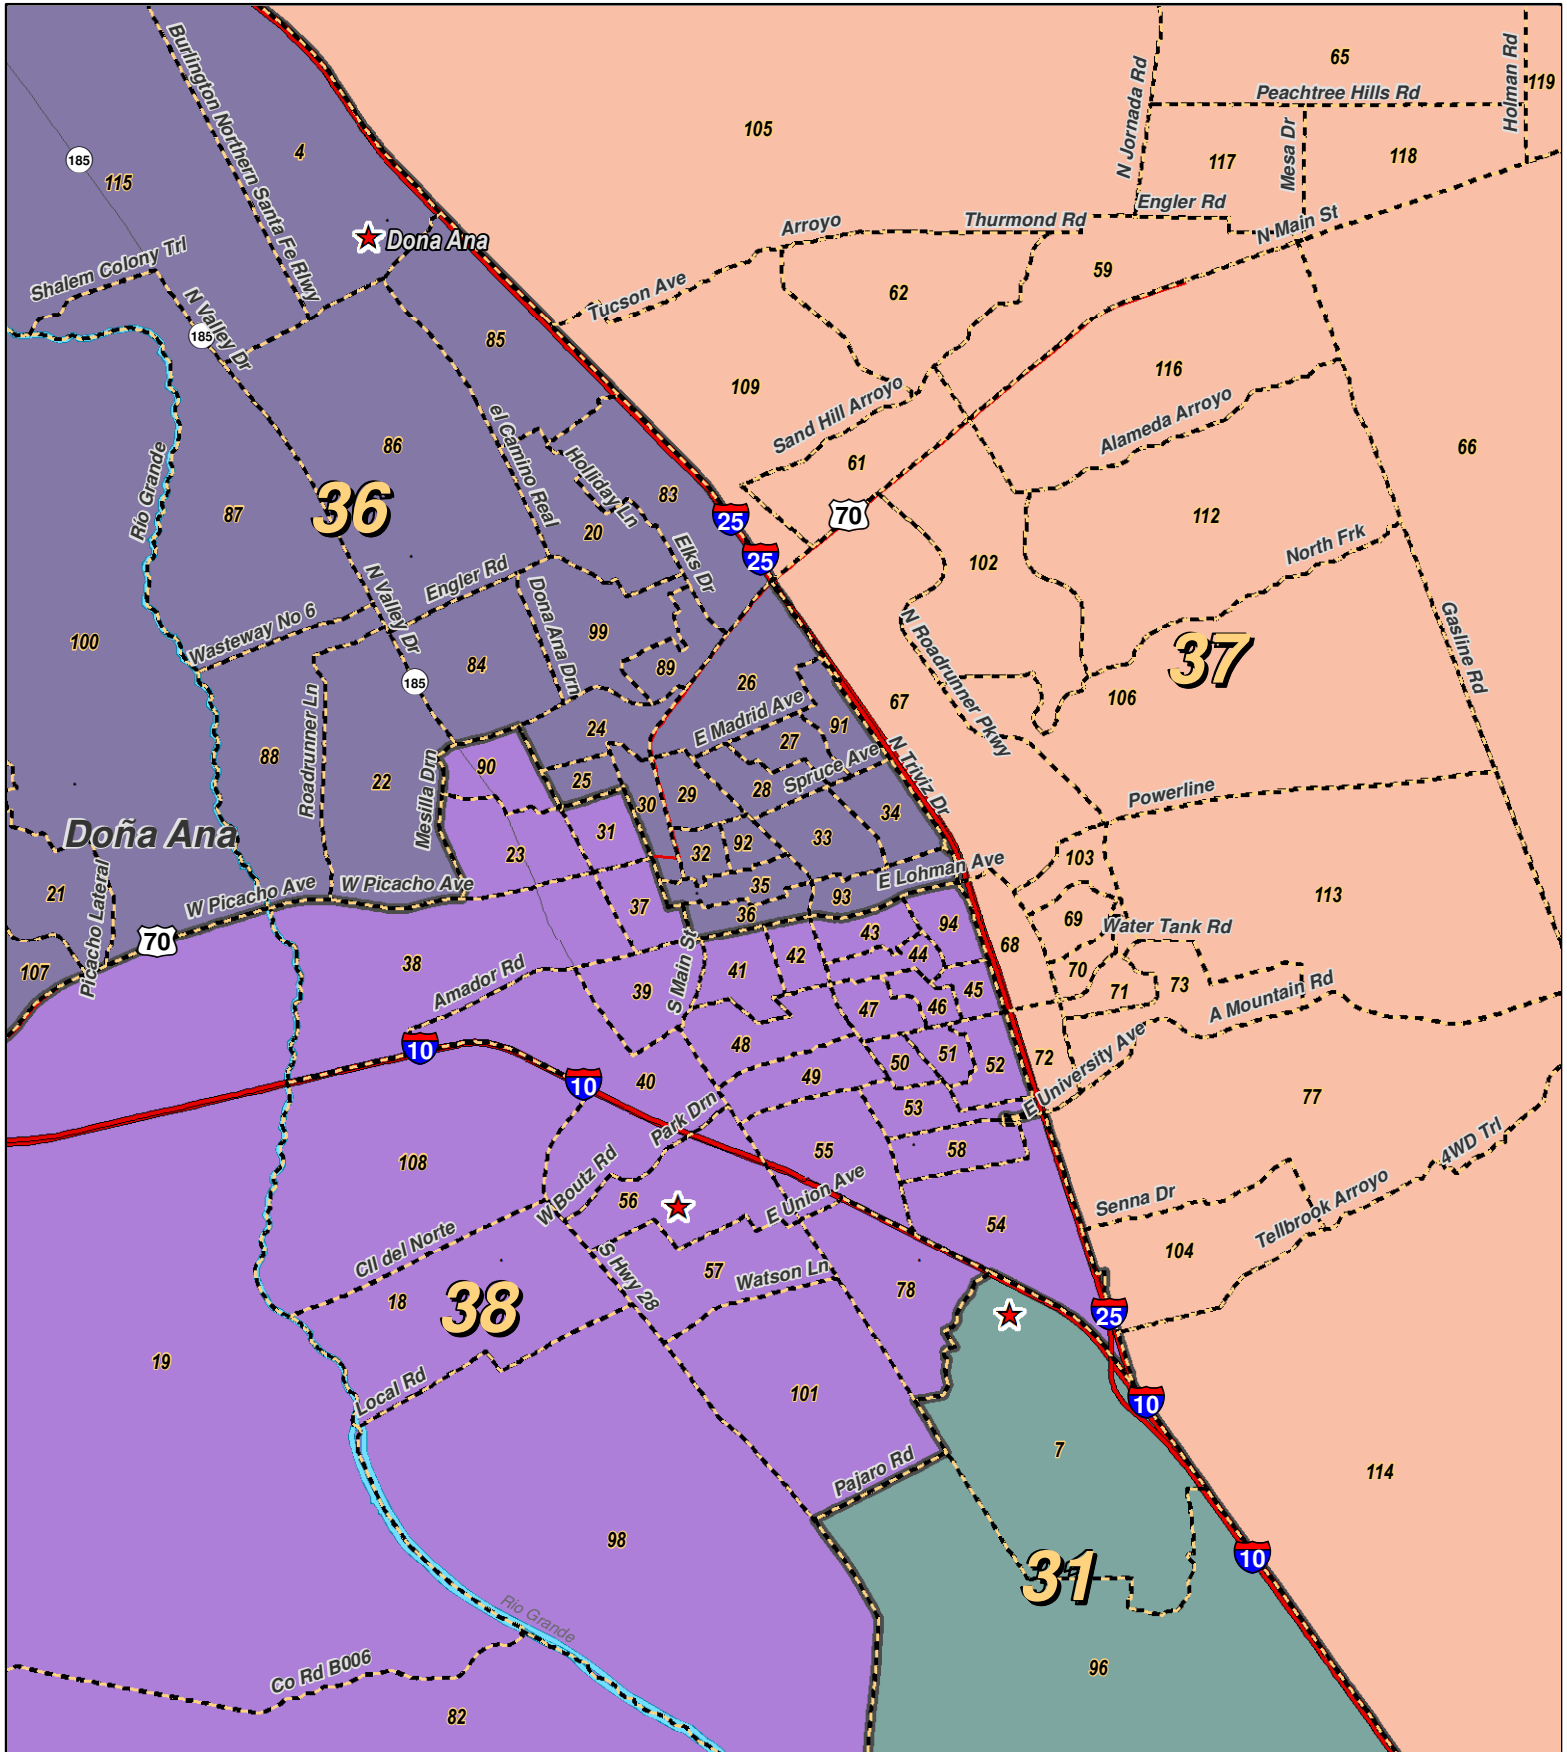 65
119
Holman Rd
Peachtree Hills Rd
N Jornada Rd
105
117
Mesa Dr
118
Burlington Northern Santa Fe Rlwy
4
185
115
Engler Rd
Thurmond Rd
Arroyo
N Main St
Dona Ana
Shalem Colony Trl
59
62
Tucson Ave
N Valley Dr
185
85
116
109
Sand Hill Arroyo
Alameda Arroyo
66
el Camino Real
86
61
Holliday Ln
Rio Grande
36
87
83
25
70
112
20
25
102
North Frk
Elks Dr
N Valley Dr
Engler Rd
Dona Ana Drn
Wasteway No 6
100
99
N Roadrunner Pkwy
Gasline Rd
37
84
89
185
26
106
67
Roadrunner Ln
E Madrid Ave
24
91
27
88
22
Mesilla Drn
90
25
28
Spruce Ave
N Triviz Dr
29
30
Powerline
34
Doña Ana
31
33
92
32
23
103
E Lohman Ave
21
Picacho Lateral
W Picacho Ave
W Picacho Ave
35
93
113
37
36
69
Water Tank Rd
94
43
70
68
42
44
107
38
41
Amador Rd
39
S Main St
70
73
71
45
46
47
A Mountain Rd
10
48
E University Ave
72
51
50
52
10
40
49
77
53
Park Drn
58
55
4WD Trl
108
W Boutz Rd
56
E Union Ave
Senna Dr
54
Tellbrook Arroyo
Cll del Norte
104
S Hwy 28
57
Watson Ln
78
18
38
25
19
Local Rd
101
10
7
114
Pajaro Rd
98
10
31
Rio Grande
Co Rd B006
96
82